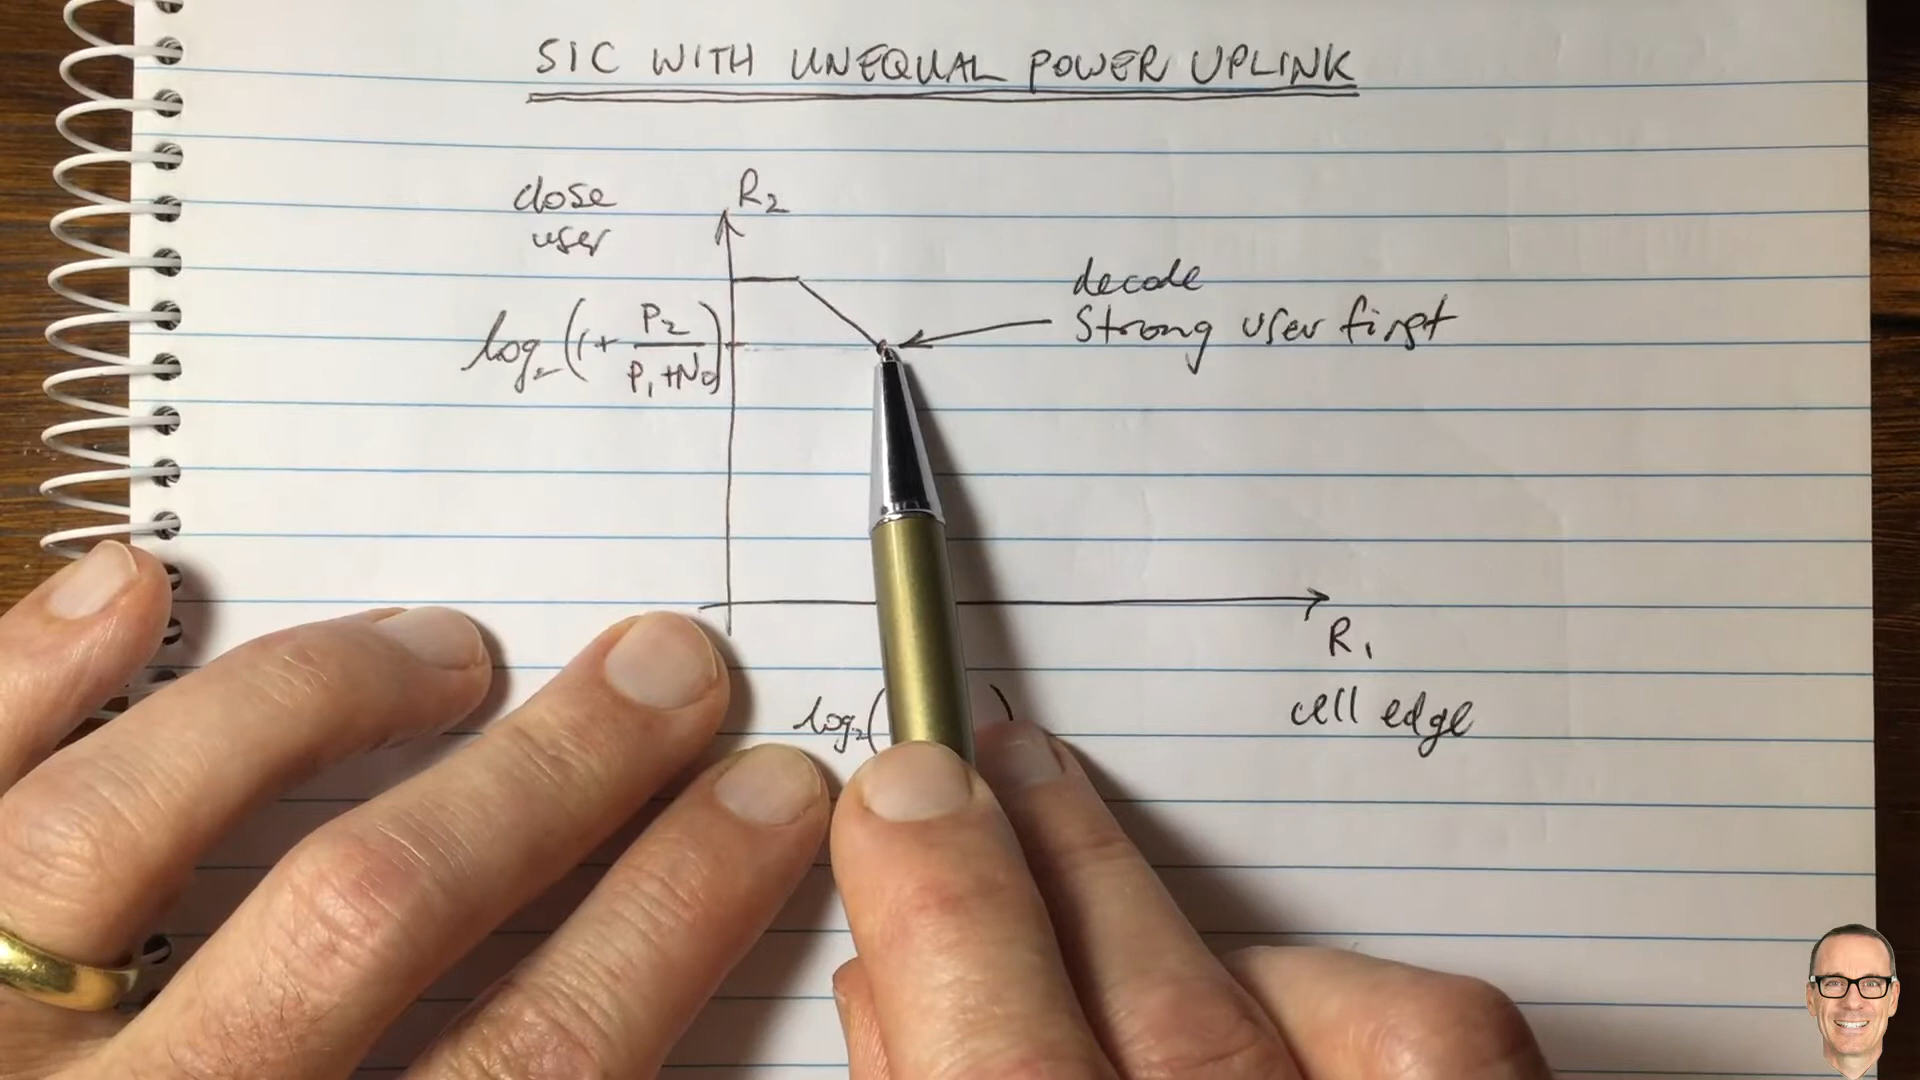 SIC WITH UNEQUAL POWER UPLINK
close
user
R₂
decode
Strong user first
log₂(1+ P₂/(P₁+N₀))
R₁
cell edge
log₂( )